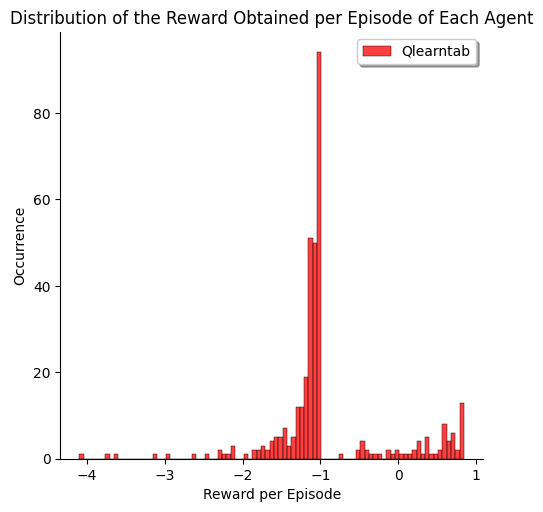 Distribution of the Reward Obtained per Episode of Each Agent
Qlearntab
Occurrence
80
60
40
20
0
−4
−3
−2
−1
0
1
Reward per Episode